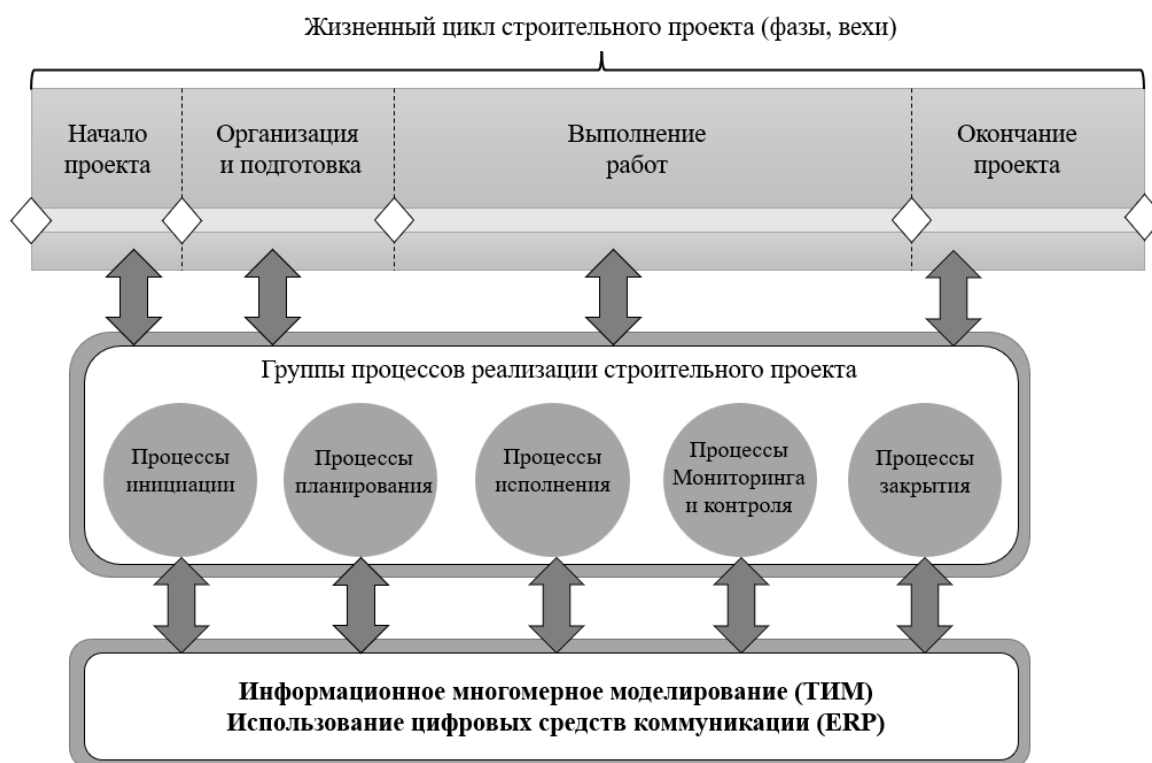 Жизненный цикл строительного проекта (фазы, вехи)
Начало
проекта
Организация
и подготовка
Выполнение
работ
Окончание
проекта
Группы процессов реализации строительного проекта
Процессы
инициации
Процессы
планирования
Процессы
исполнения
Процессы
Мониторинга
и контроля
Процессы
закрытия
Информационное многомерное моделирование (ТИМ)
Использование цифровых средств коммуникации (ERP)